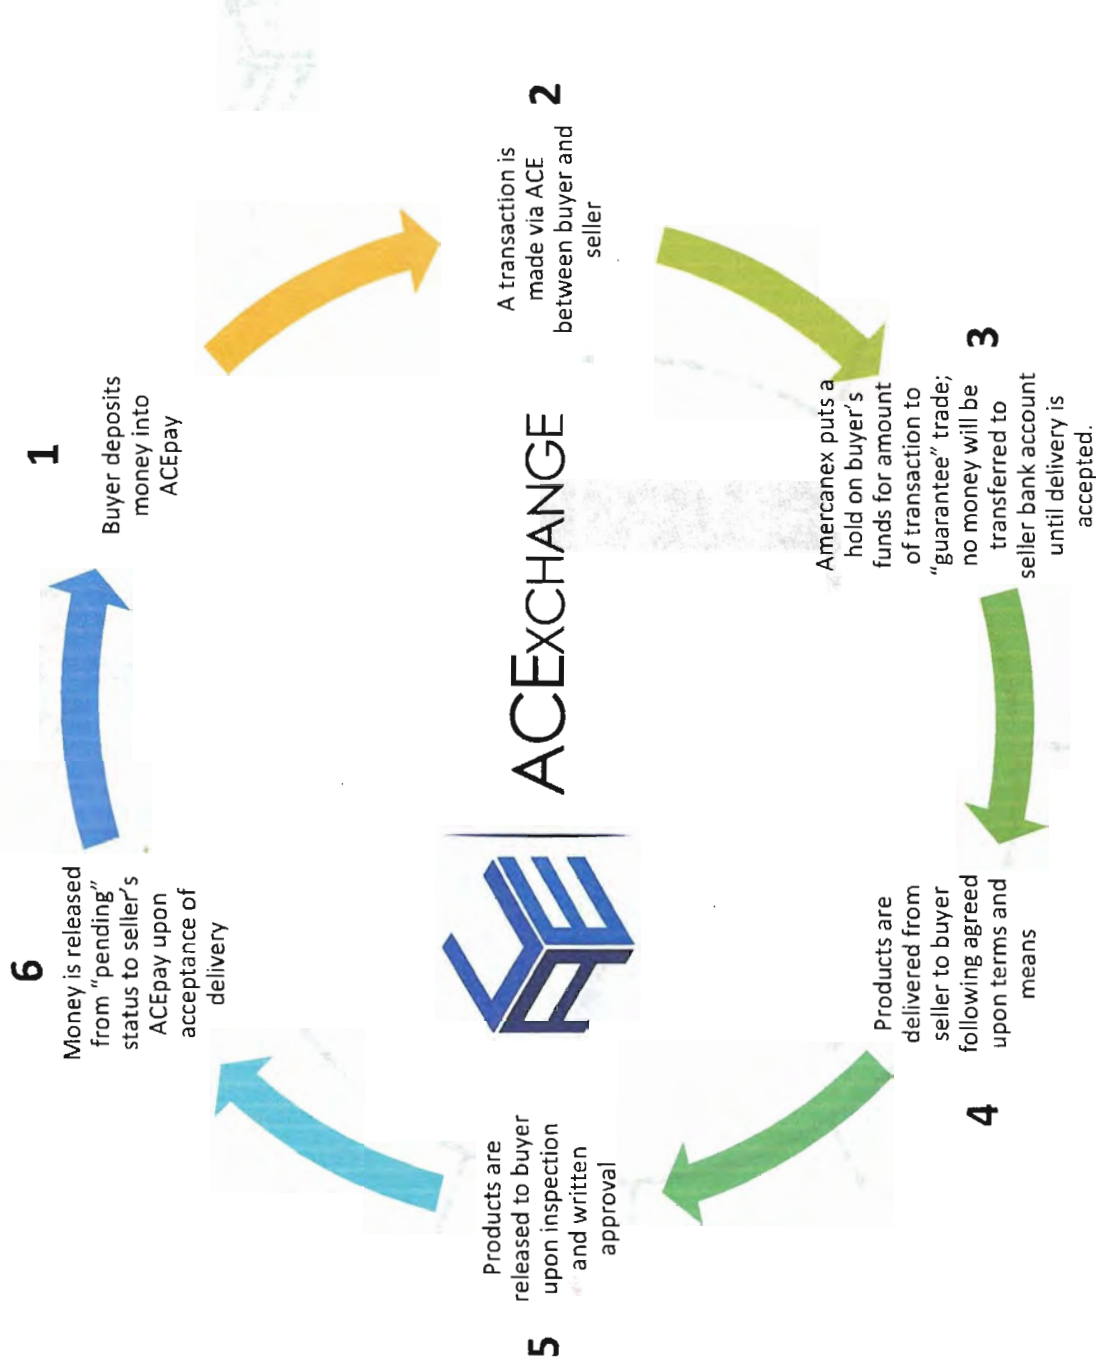 1
Buyer deposits
money into
ACEpay
2
A transaction is
made via ACE
between buyer and
seller
3
Amercanex puts a
hold on buyer's
funds for amount
of transaction to
"guarantee" trade;
no money will be
transferred to
seller bank account
until delivery is
accepted.
4
Products are
delivered from
seller to buyer
following agreed
upon terms and
means
5
Products are
released to buyer
upon inspection
and written
approval
6
Money is released
from "pending"
status to seller's
ACEpay upon
acceptance of
delivery
ACE
ACEXCHANGE